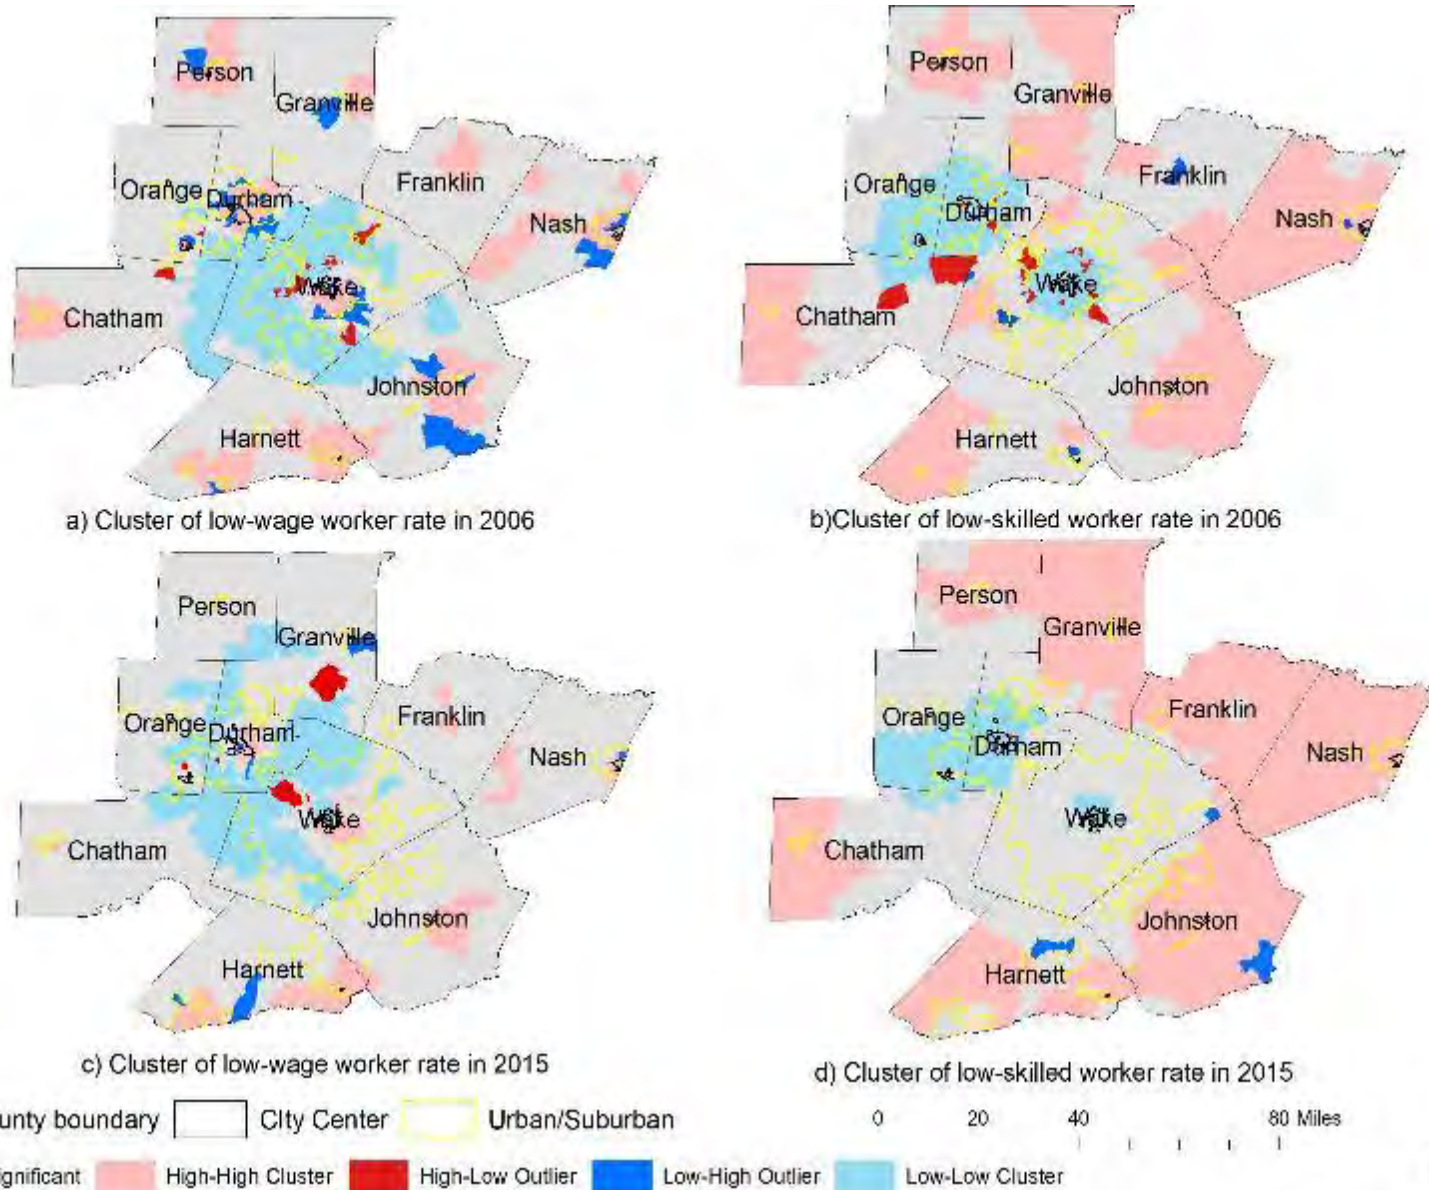 Person
Granville
Orange
Durham
Franklin
Nash
Wake
Chatham
Johnston
Harnett
a) Cluster of low-wage worker rate in 2006
Person
Granville
Orange
Durham
Franklin
Nash
Wake
Chatham
Johnston
Harnett
b)Cluster of low-skilled worker rate in 2006
Person
Granville
Orange
Durham
Franklin
Nash
Wake
Chatham
Johnston
Harnett
c) Cluster of low-wage worker rate in 2015
Person
Granville
Orange
Durham
Franklin
Nash
Wake
Chatham
Johnston
Harnett
d) Cluster of low-skilled worker rate in 2015
unty boundary CIty Center Urban/Suburban 0 20 40 80 Miles
gnificant High-High Cluster High-Low Outlier Low-High Outlier Low-Low Cluster